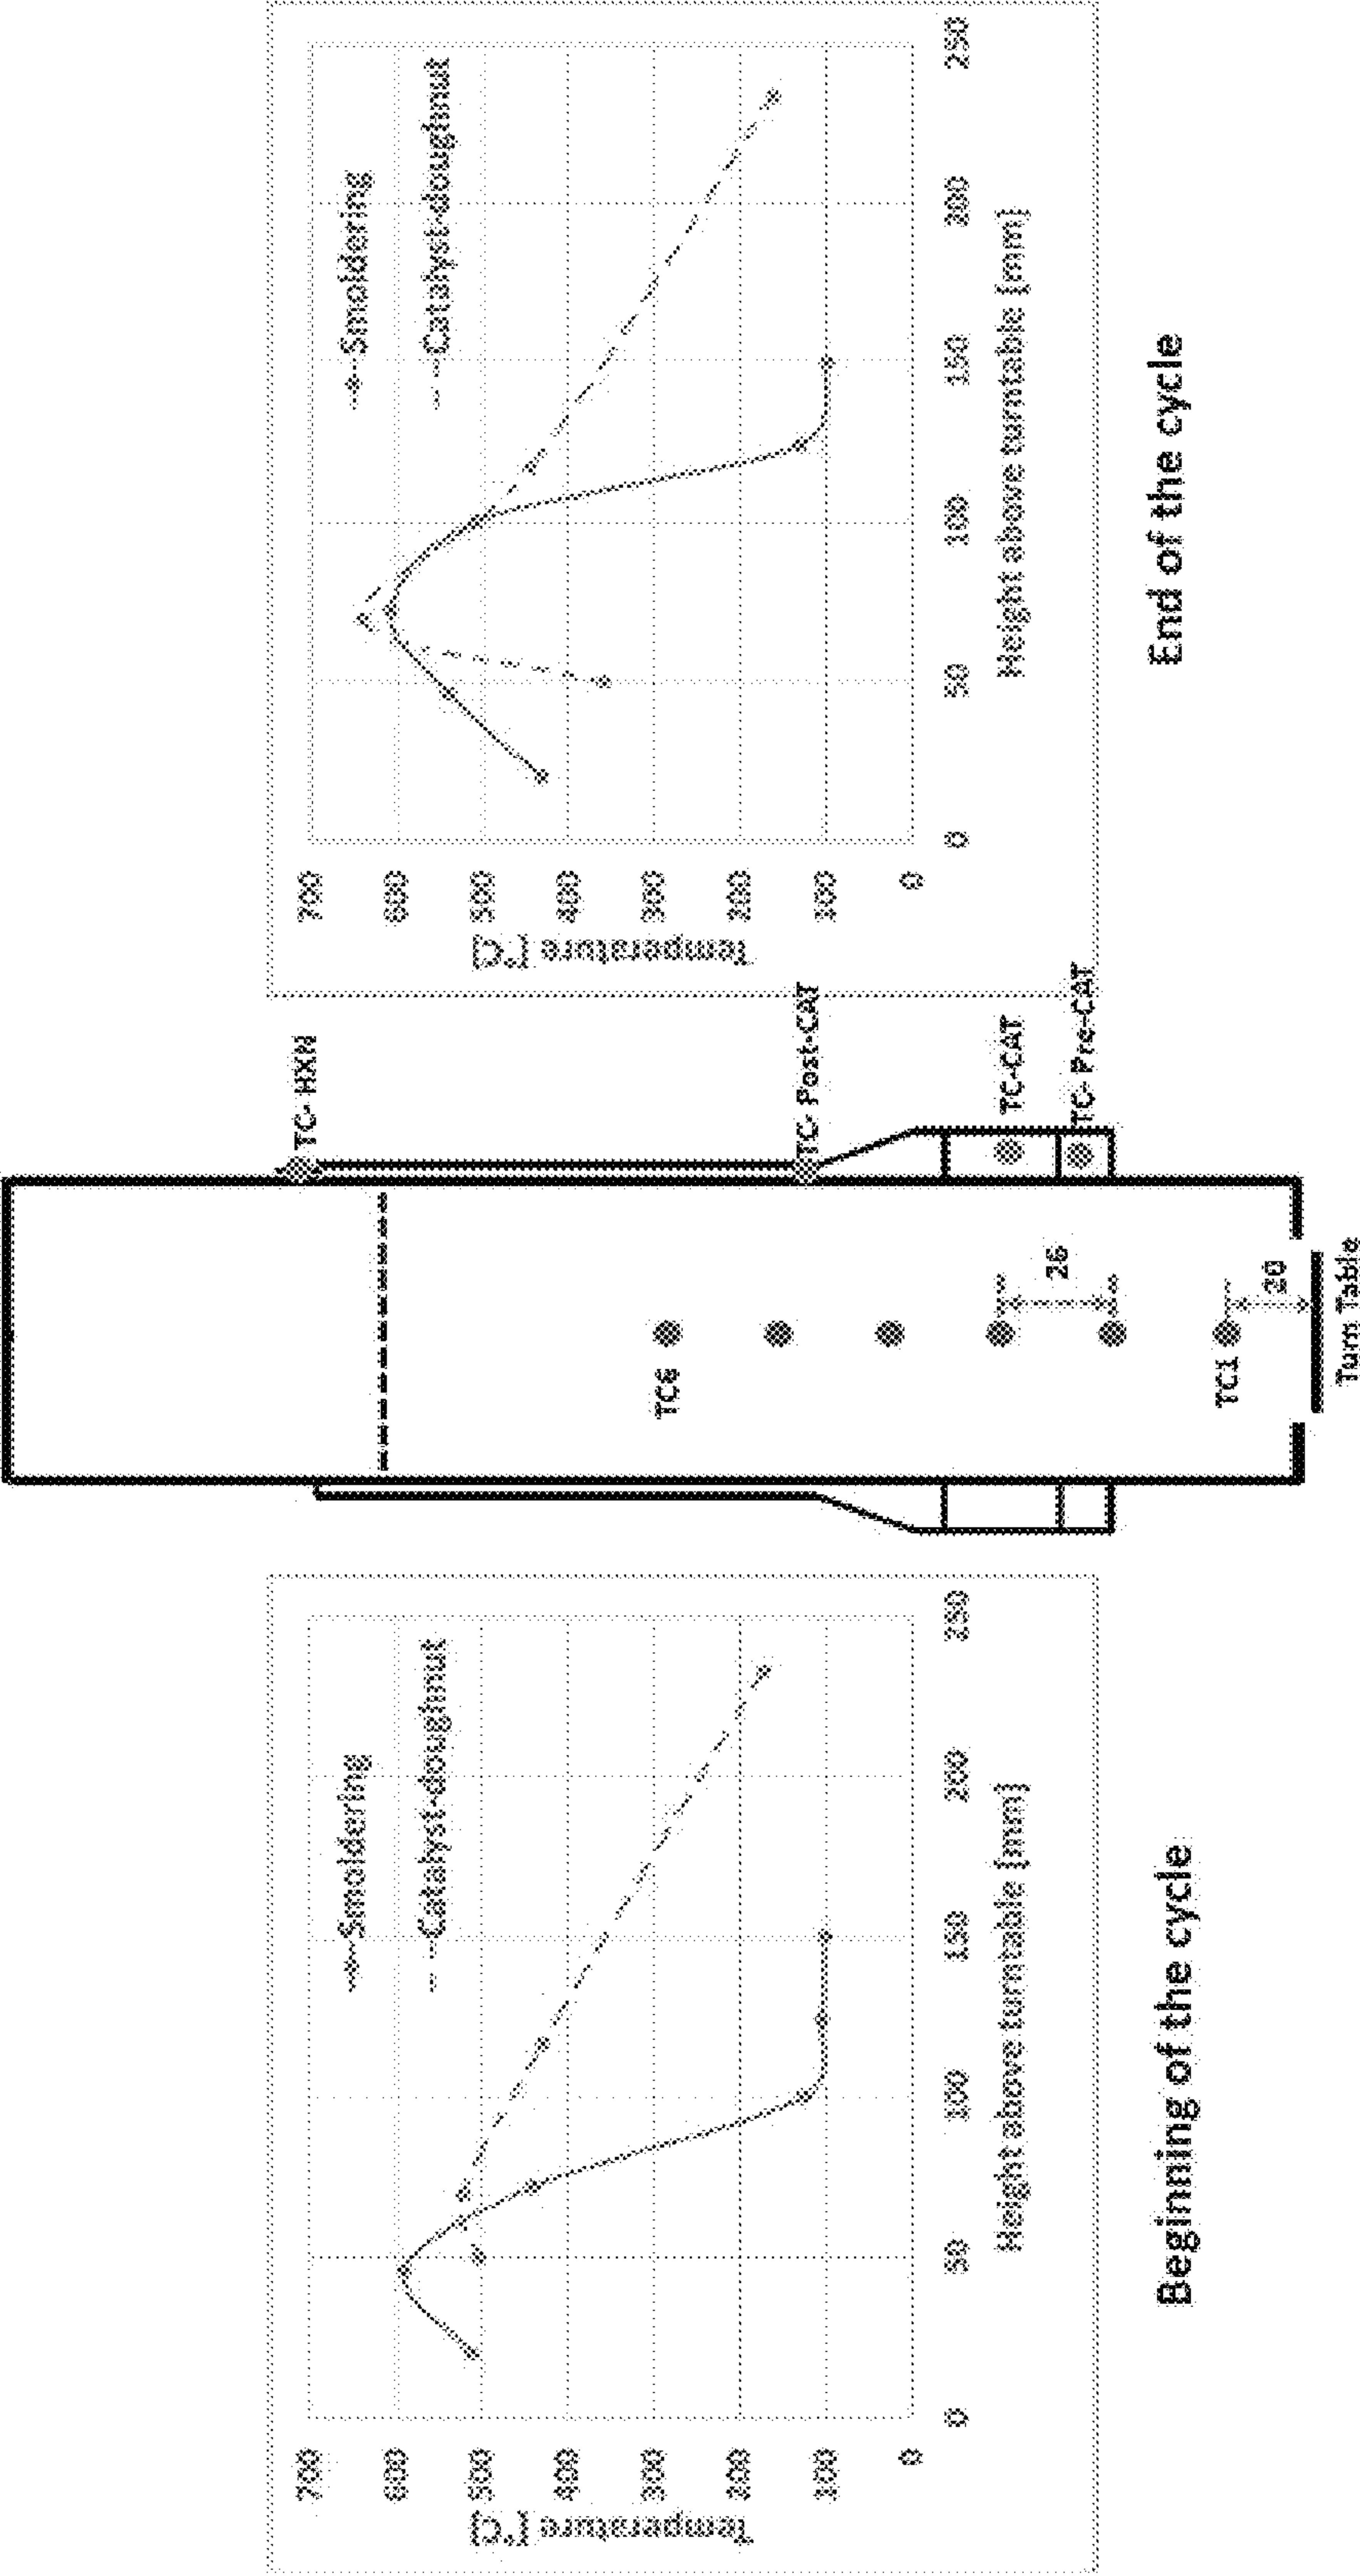 Temperature [°C]
700
600
500
400
300
200
100
0
Smoldering
Catalyst-doughnut
0
50
100
150
200
250
Height above turntable [mm]
Beginning of the cycle
TC- HXN
TC- Post-CAT
TC-CAT
TC- Pre-CAT
TC6
26
TC1
20
Turn Table
Temperature [°C]
700
600
500
400
300
200
100
0
Smoldering
Catalyst-doughnut
0
50
100
150
200
250
Height above turntable [mm]
End of the cycle